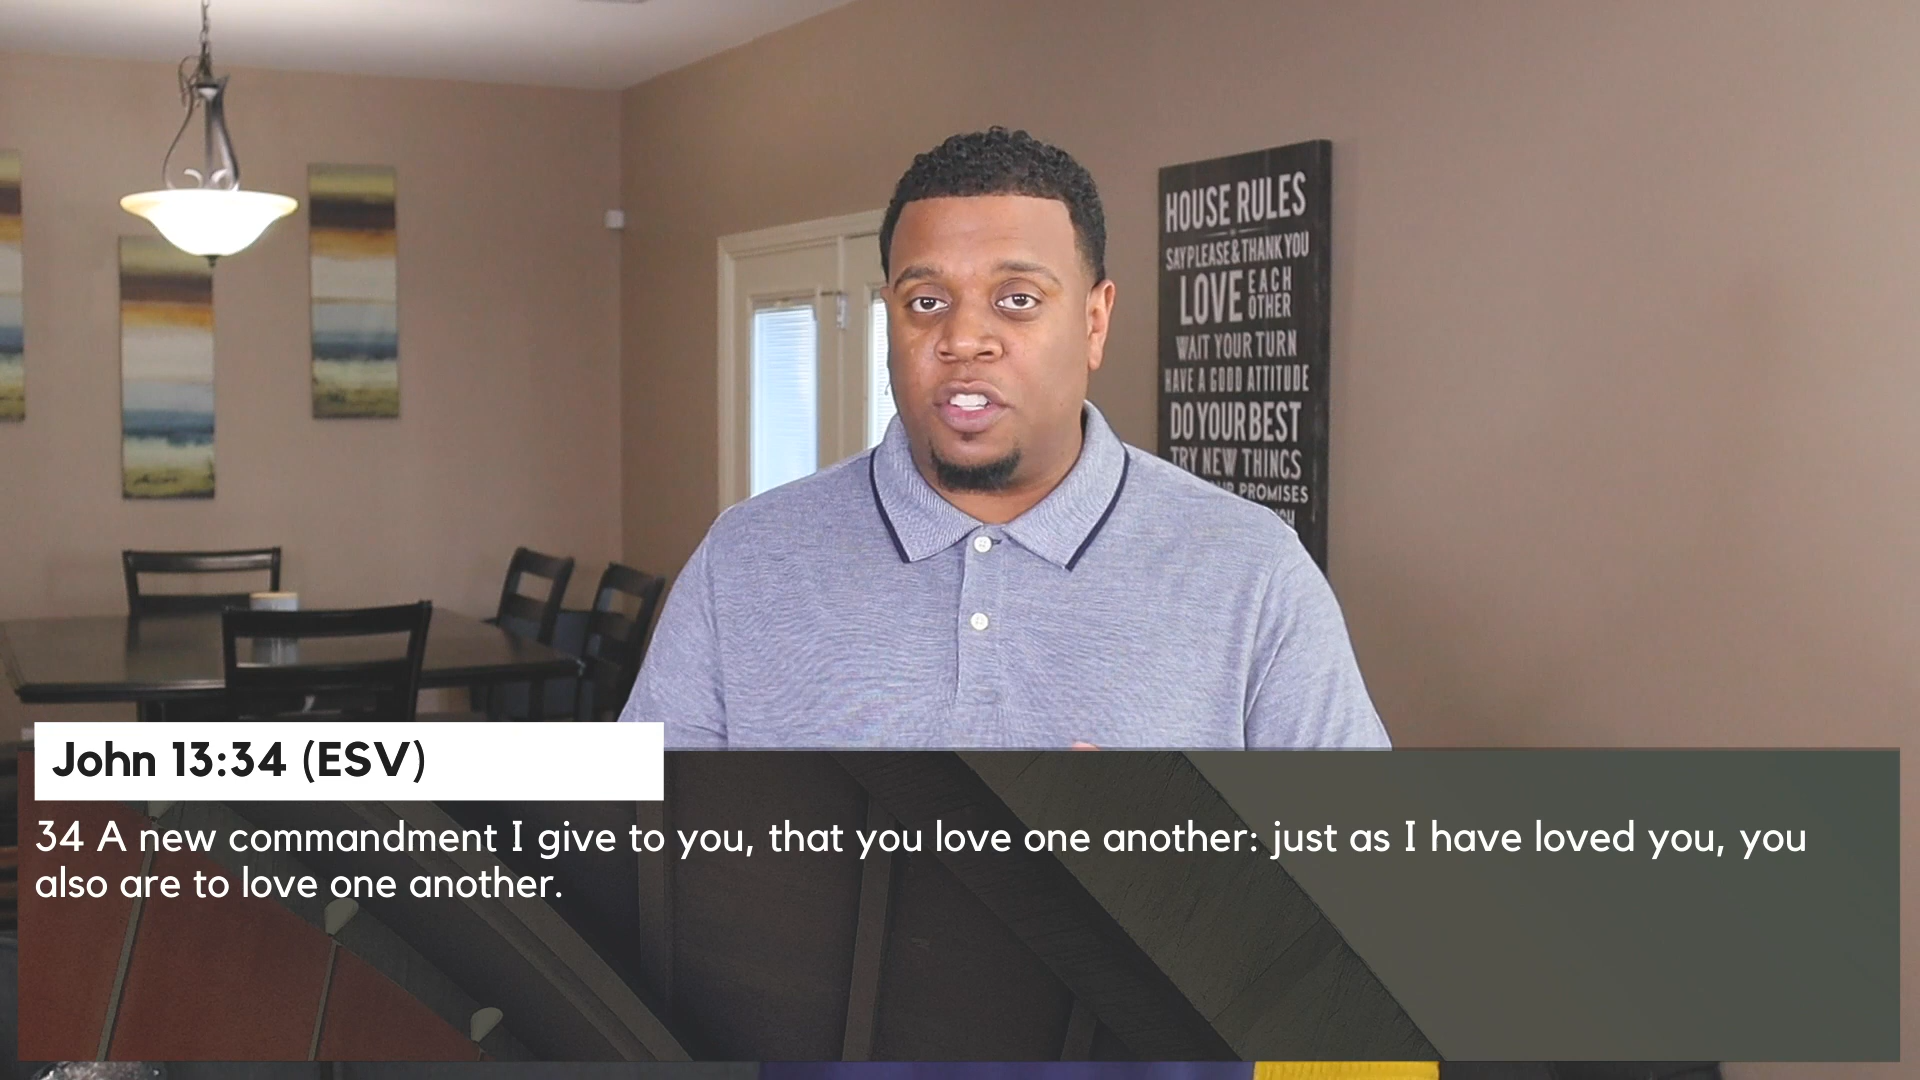 HOUSE RULES
SAY PLEASE & THANK YOU
LOVE EACH OTHER
WAIT YOUR TURN
HAVE A GOOD ATTITUDE
DO YOUR BEST
TRY NEW THINGS
PROMISES
John 13:34 (ESV)
34 A new commandment I give to you, that you love one another: just as I have loved you, you
also are to love one another.